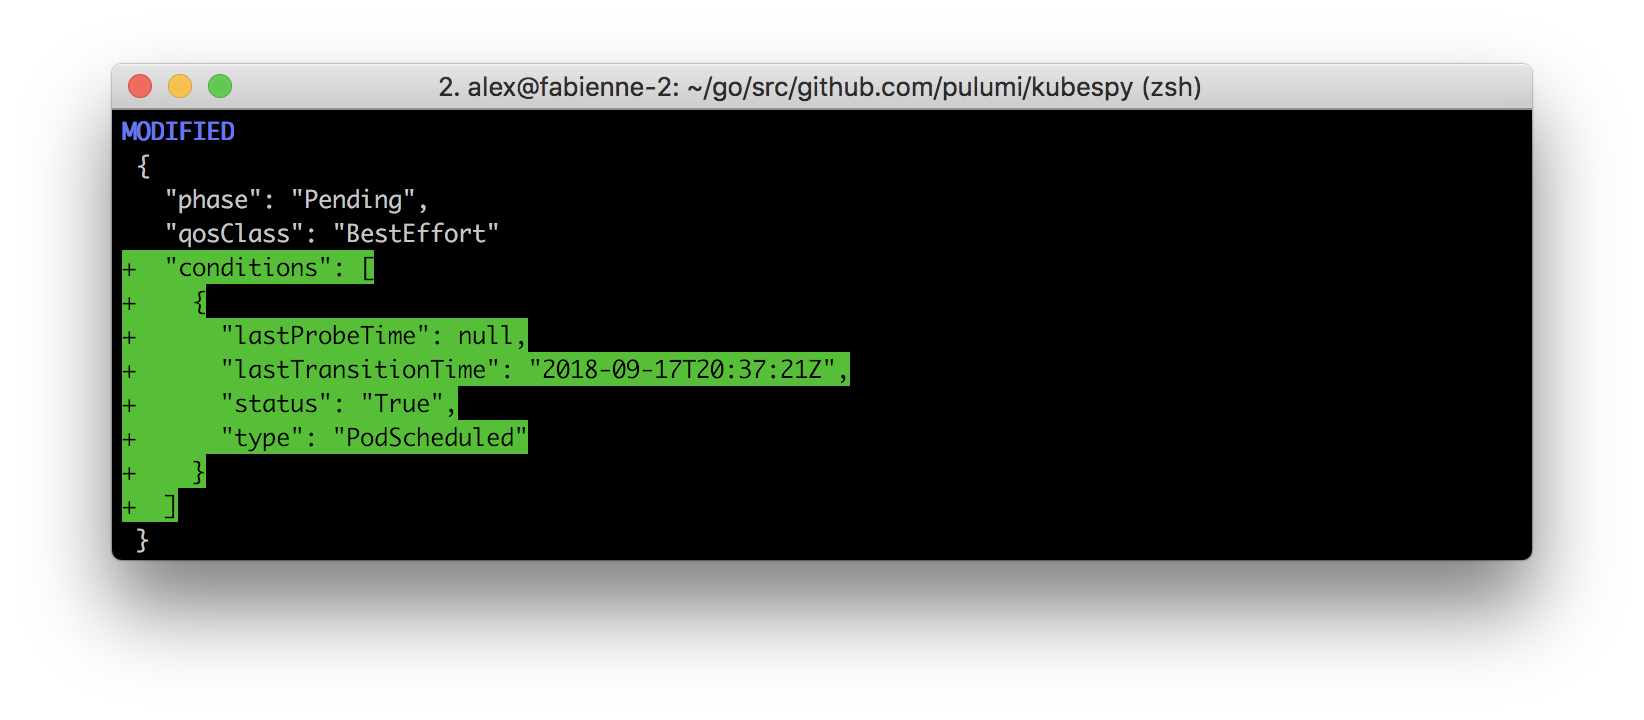 2. alex@fabienne-2: ~/go/src/github.com/pulumi/kubespy (zsh)
MODIFIED
 {
   "phase": "Pending",
   "qosClass": "BestEffort"
+  "conditions": [
+    {
+      "lastProbeTime": null,
+      "lastTransitionTime": "2018-09-17T20:37:21Z",
+      "status": "True",
+      "type": "PodScheduled"
+    }
+  ]
 }